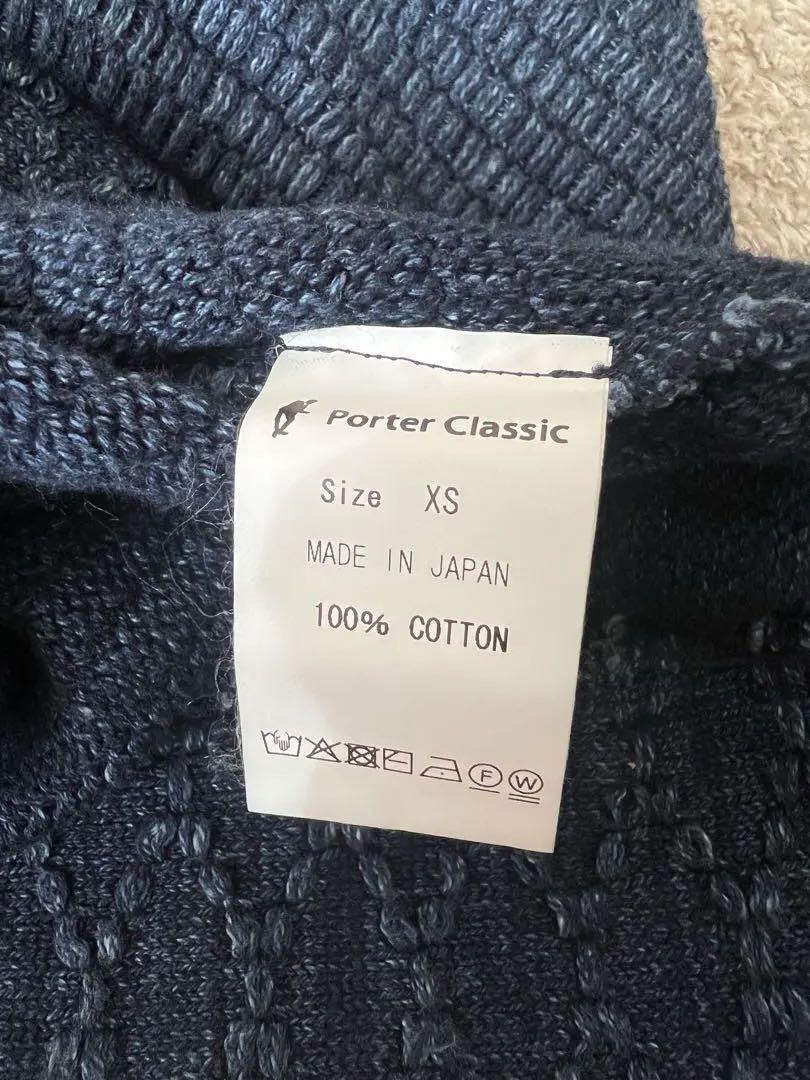 Porter Classic
Size XS
MADE IN JAPAN
100% COTTON
F W